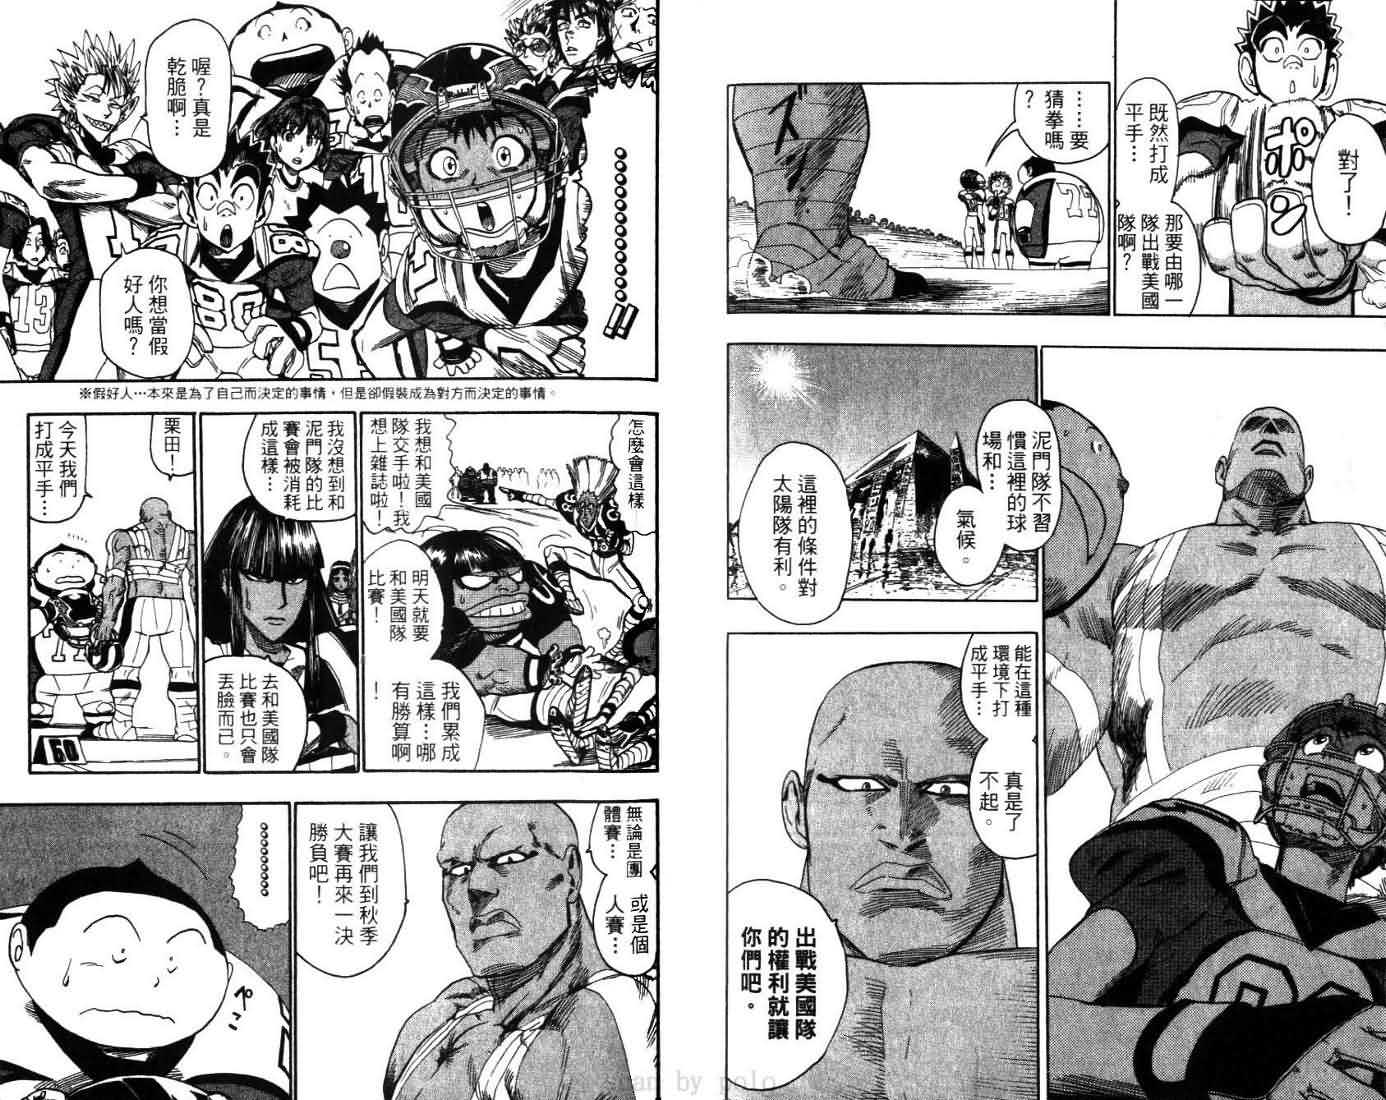 對了！
ポン
既然打成
平手…
那要由哪一
隊出戰美國
隊啊？
……要
猜拳嗎
？
71
泥門隊不習
慣這裡的球
場和…
氣候。
這裡的條件對
太陽隊有利。
能在這種
環境下打
成平手…
真是了
不起。
出戰美國隊
的權利就讓
你們吧。
喔？真是
乾脆啊…
你想當假
好人嗎？
………!!
13
80
※假好人…本來是為了自己而決定的事情，但是卻假裝成為對方而決定的事情。
怎麼會這樣
我想和美國
隊交手啦！我
想上雜誌啦！
明天就要
和美國隊
比賽！
我們累成
這樣…哪
有勝算啊
！
我沒想到和
泥門隊的比
賽會被消耗
成這樣…
去和美國隊
比賽也只會
丟臉而已。
栗田！
今天我們
打成平手…
60
無論是團
體賽…
或是個
人賽…
讓我們到秋季
大賽再來一決
勝負吧！
………
ペこ
scan by polo